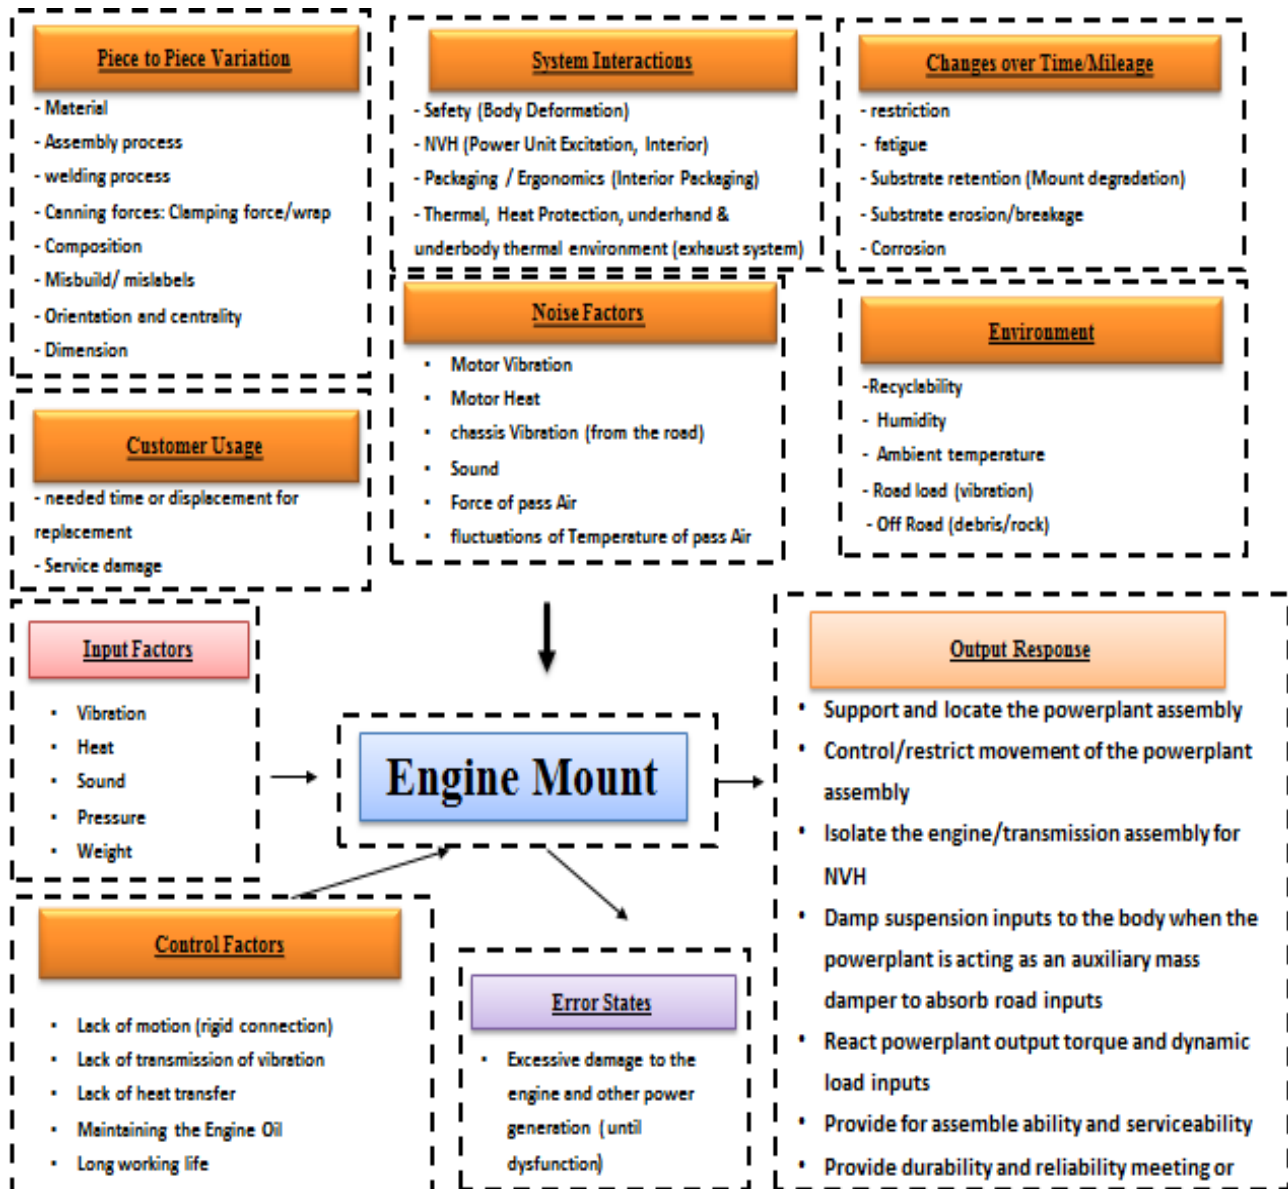 Piece to Piece Variation
- Material
- Assembly process
- welding process
- Canning forces: Clamping force/wrap
- Composition
- Misbuild/ mislabels
- Orientation and centrality
- Dimension
System Interactions
- Safety (Body Deformation)
- NVH (Power Unit Excitation, Interior)
- Packaging / Ergonomics (Interior Packaging)
- Thermal, Heat Protection, underhand &
underbody thermal environment (exhaust system)
Changes over Time/Mileage
- restriction
- fatigue
- Substrate retention (Mount degradation)
- Substrate erosion/breakage
- Corrosion
Noise Factors
• Motor Vibration
• Motor Heat
• chassis Vibration (from the road)
• Sound
• Force of pass Air
• fluctuations of Temperature of pass Air
Environment
-Recyclability
- Humidity
- Ambient temperature
- Road load (vibration)
- Off Road (debris/rock)
Customer Usage
- needed time or displacement for
replacement
- Service damage
Input Factors
• Vibration
• Heat
• Sound
• Pressure
• Weight
Engine Mount
Output Response
• Support and locate the powerplant assembly
• Control/restrict movement of the powerplant
assembly
• Isolate the engine/transmission assembly for
NVH
• Damp suspension inputs to the body when the
powerplant is acting as an auxiliary mass
damper to absorb road inputs
• React powerplant output torque and dynamic
load inputs
• Provide for assemble ability and serviceability
• Provide durability and reliability meeting or
Control Factors
• Lack of motion (rigid connection)
• Lack of transmission of vibration
• Lack of heat transfer
• Maintaining the Engine Oil
• Long working life
Error States
• Excessive damage to the
engine and other power
generation ( until
dysfunction)